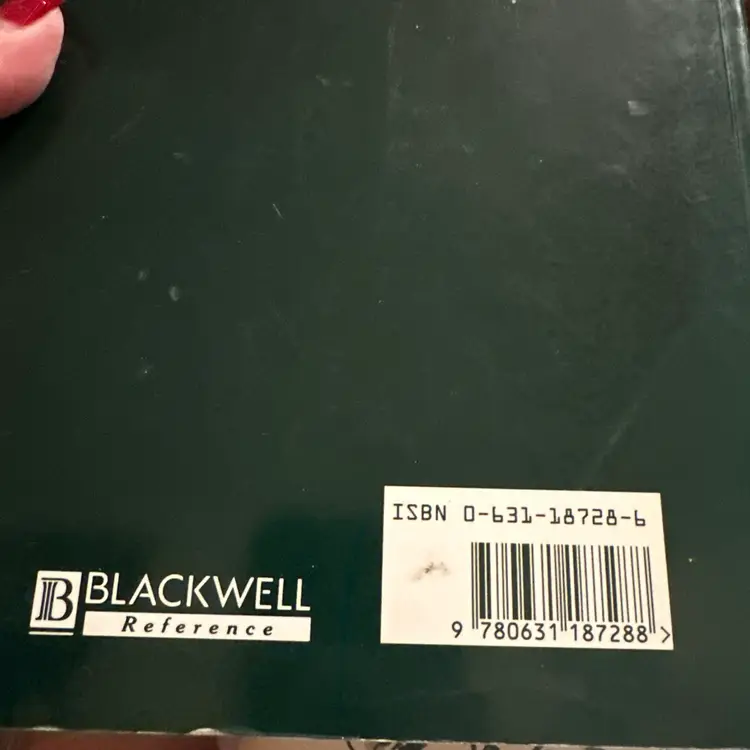 ISBN 0-631-18728-6
B BLACKWELL
Reference
9 780631 187288 >